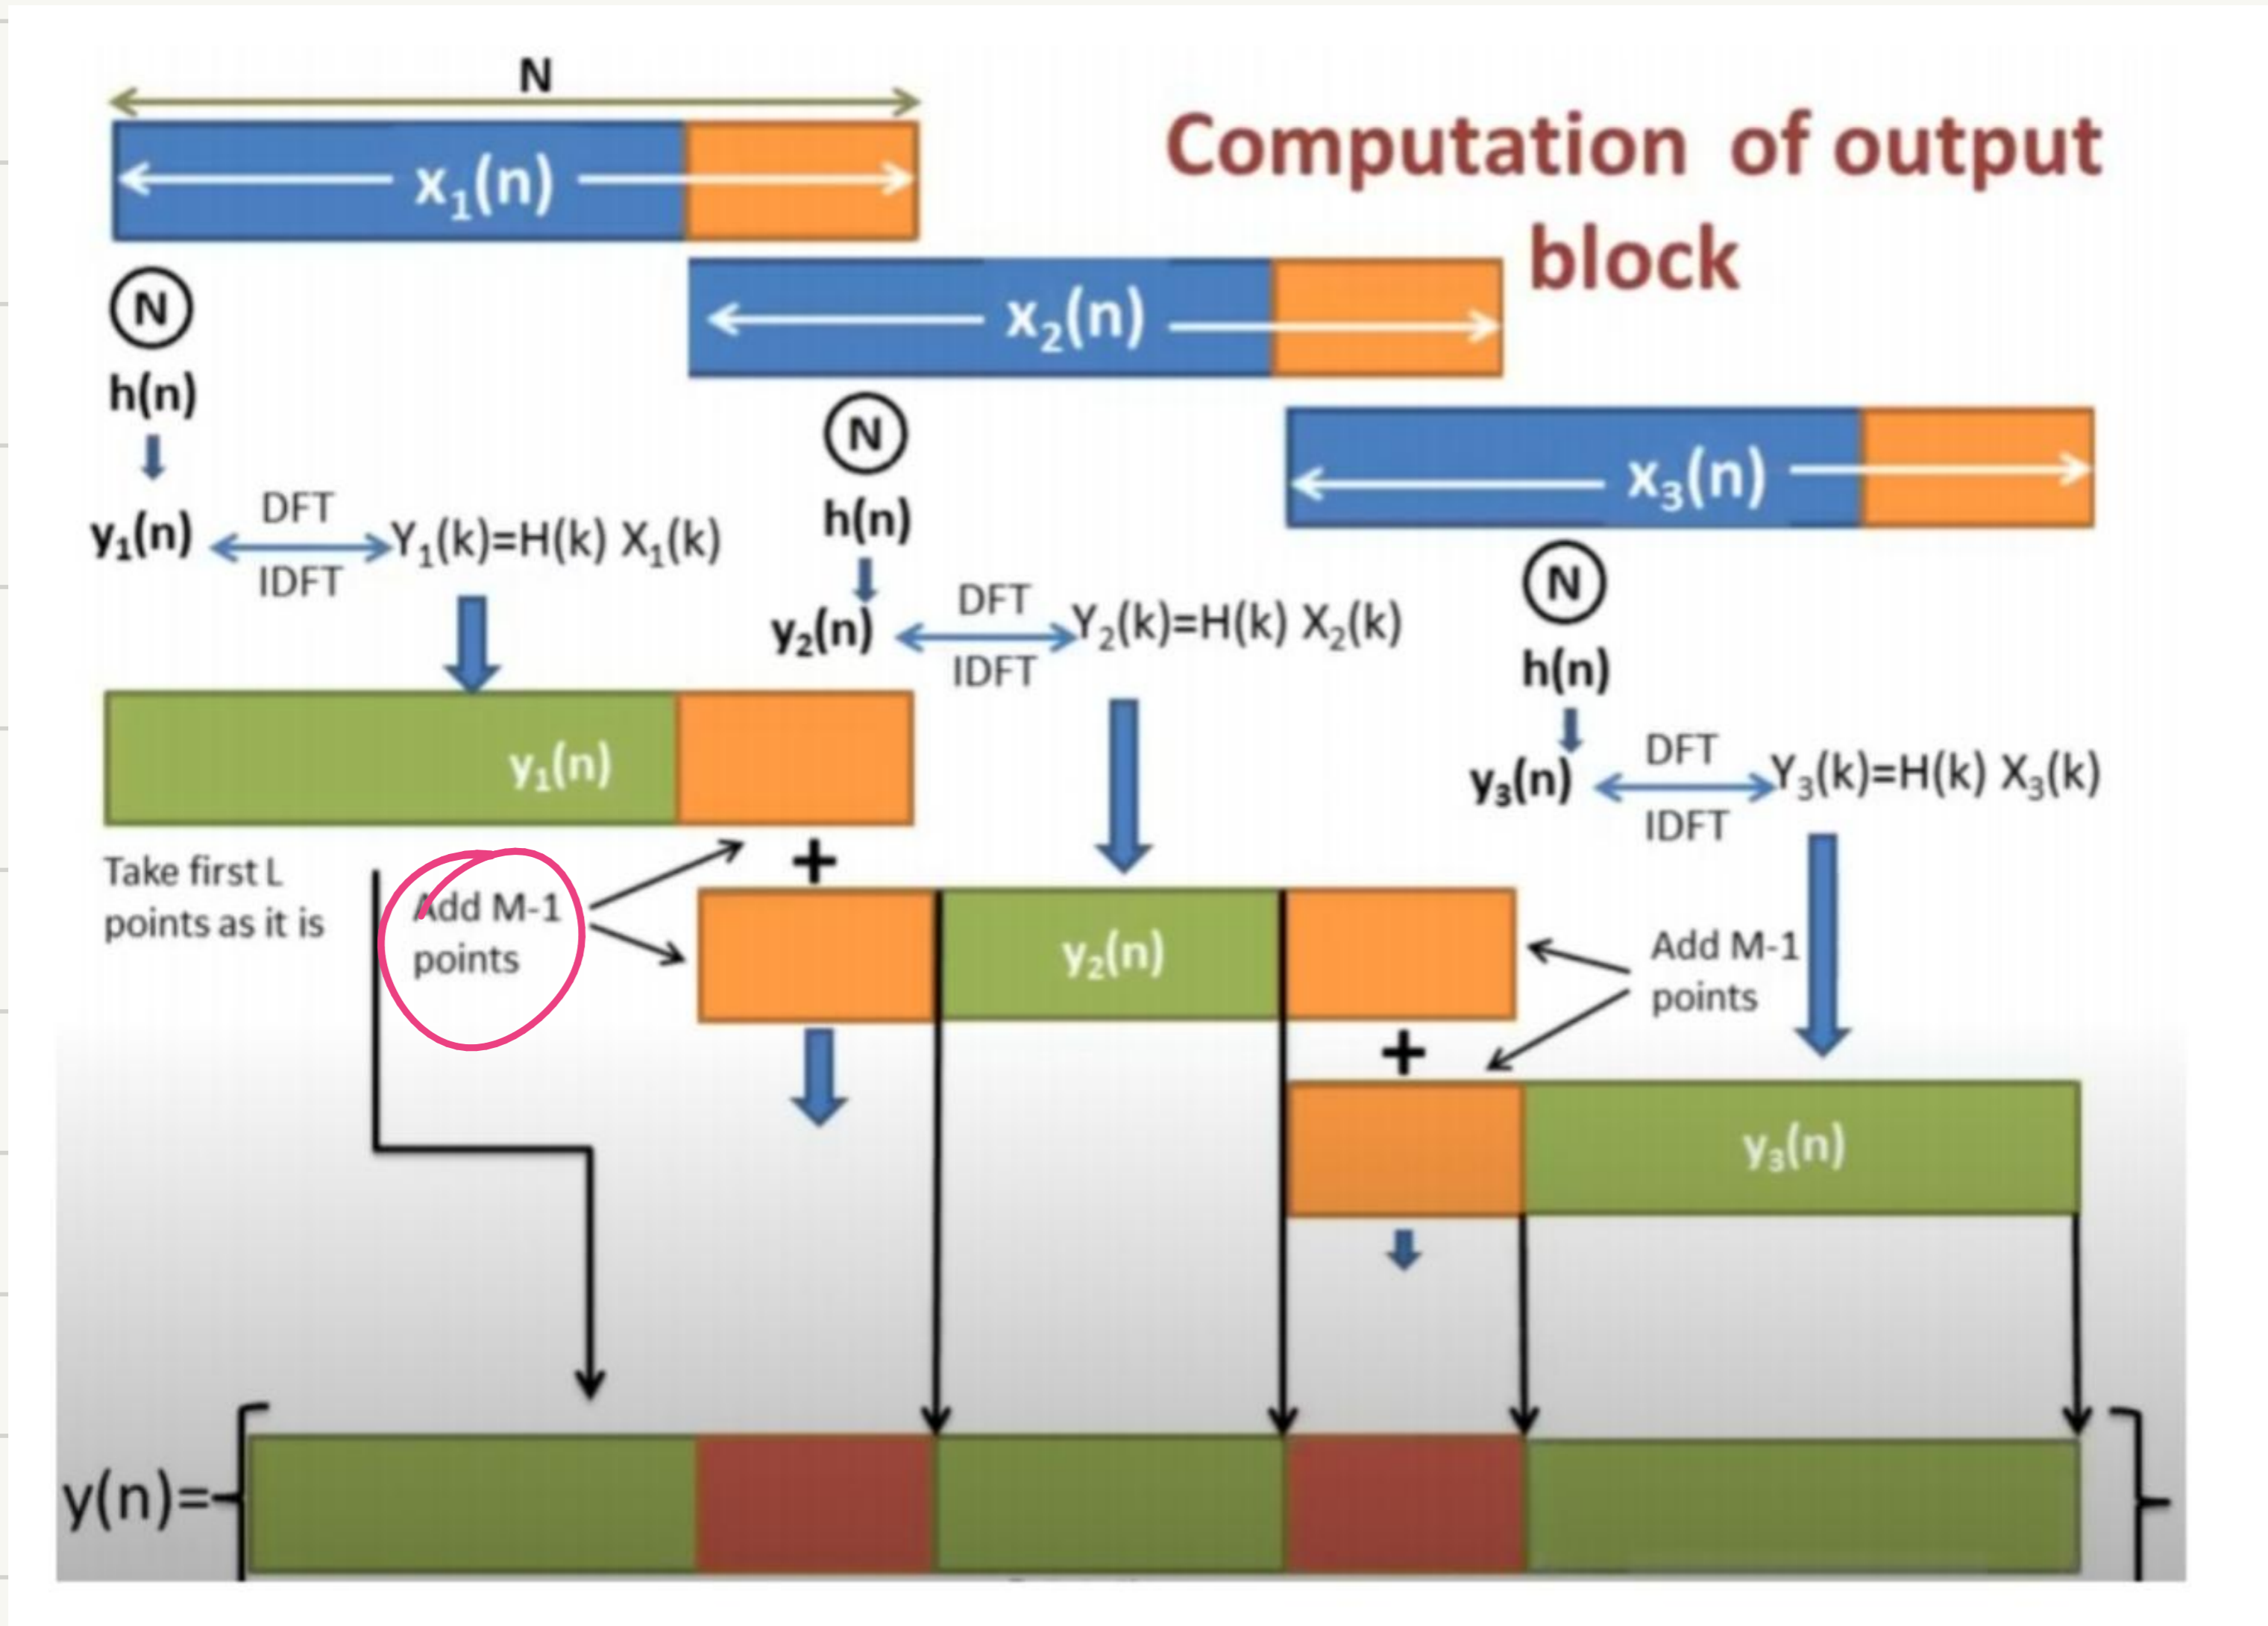 N
Computation of output
block
x₁(n)
x₂(n)
x₃(n)
N
h(n)
y₁(n)
DFT
IDFT
Y₁(k)=H(k) X₁(k)
N
h(n)
y₂(n)
DFT
IDFT
Y₂(k)=H(k) X₂(k)
N
h(n)
y₃(n)
DFT
IDFT
Y₃(k)=H(k) X₃(k)
y₁(n)
+
Take first L
points as it is
Add M-1
points
y₂(n)
Add M-1
points
+
y₃(n)
y(n)=